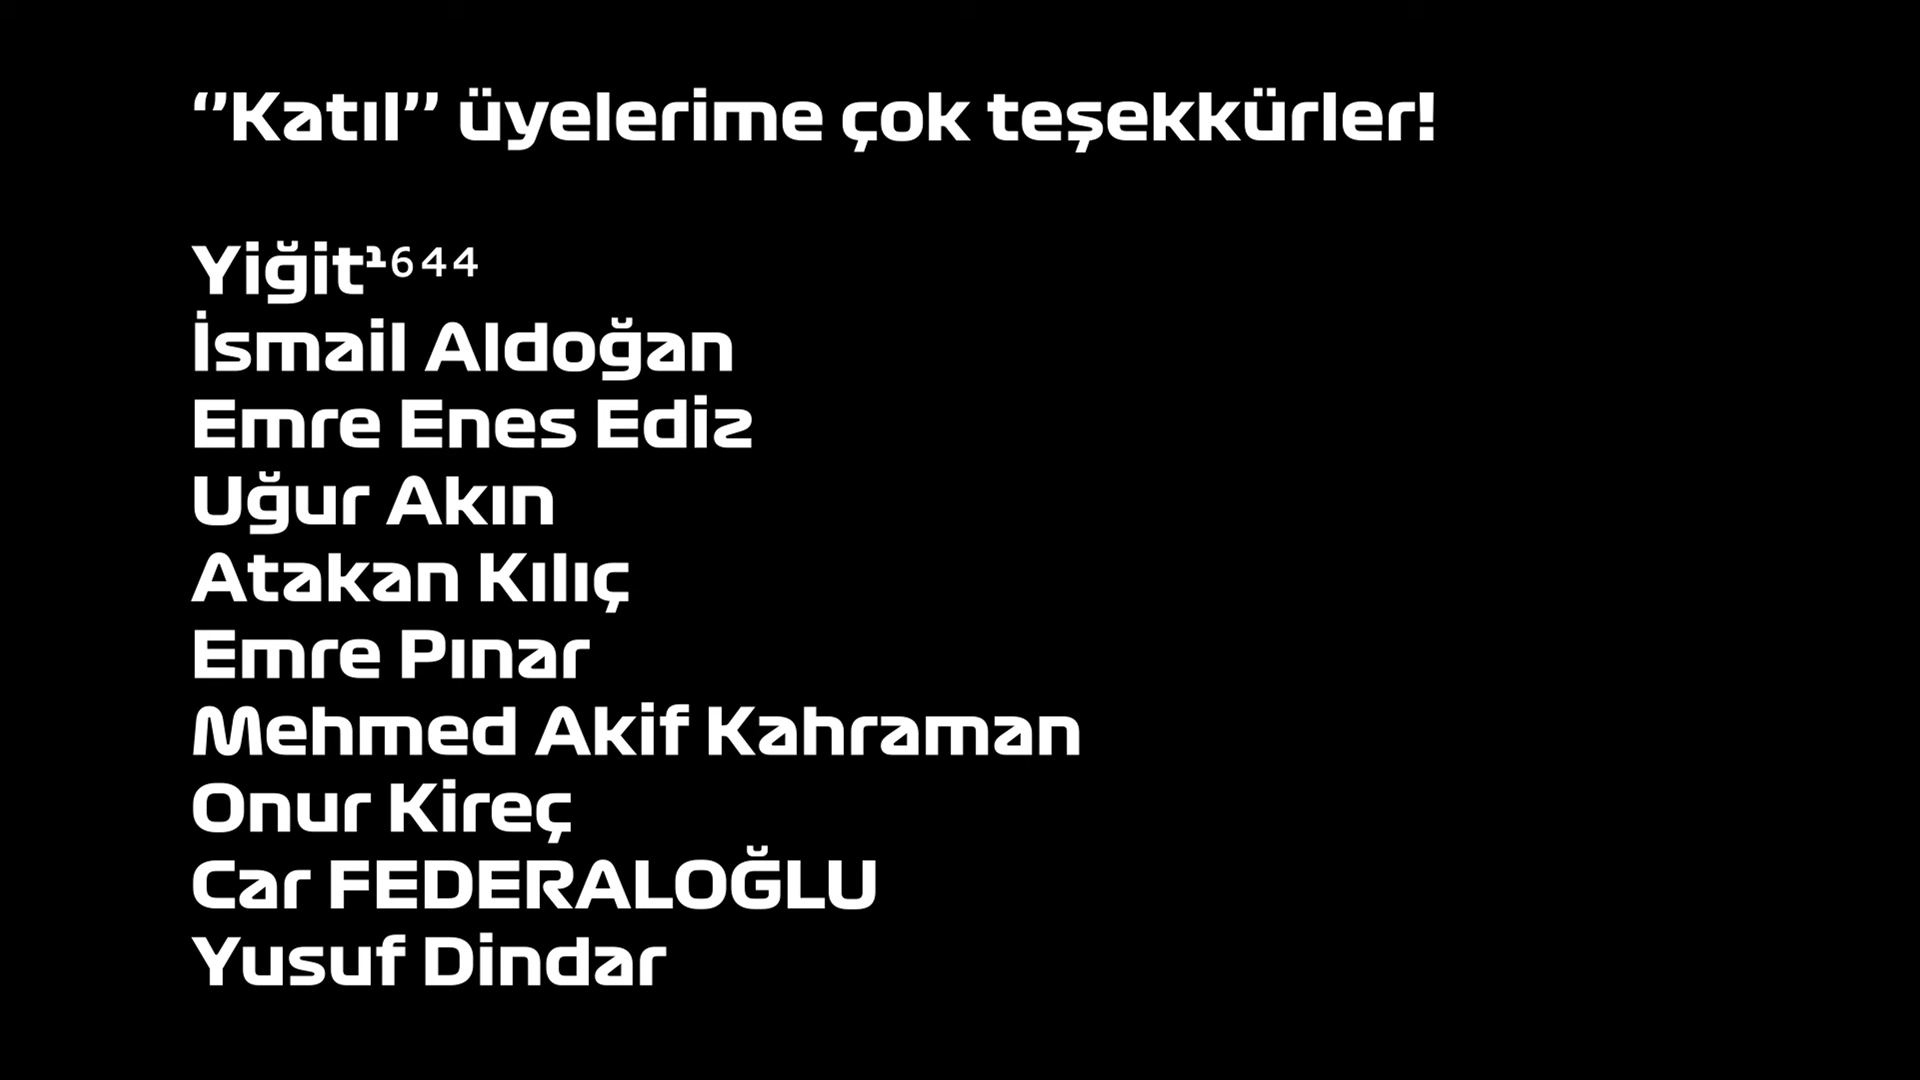 ‘’Katıl’’ üyelerime çok teşekkürler!
Yiğit¹⁶⁴⁴
İsmail Aldoğan
Emre Enes Ediz
Uğur Akın
Atakan Kılıç
Emre Pınar
Mehmed Akif Kahraman
Onur Kireç
Car FEDERALOĞLU
Yusuf Dindar